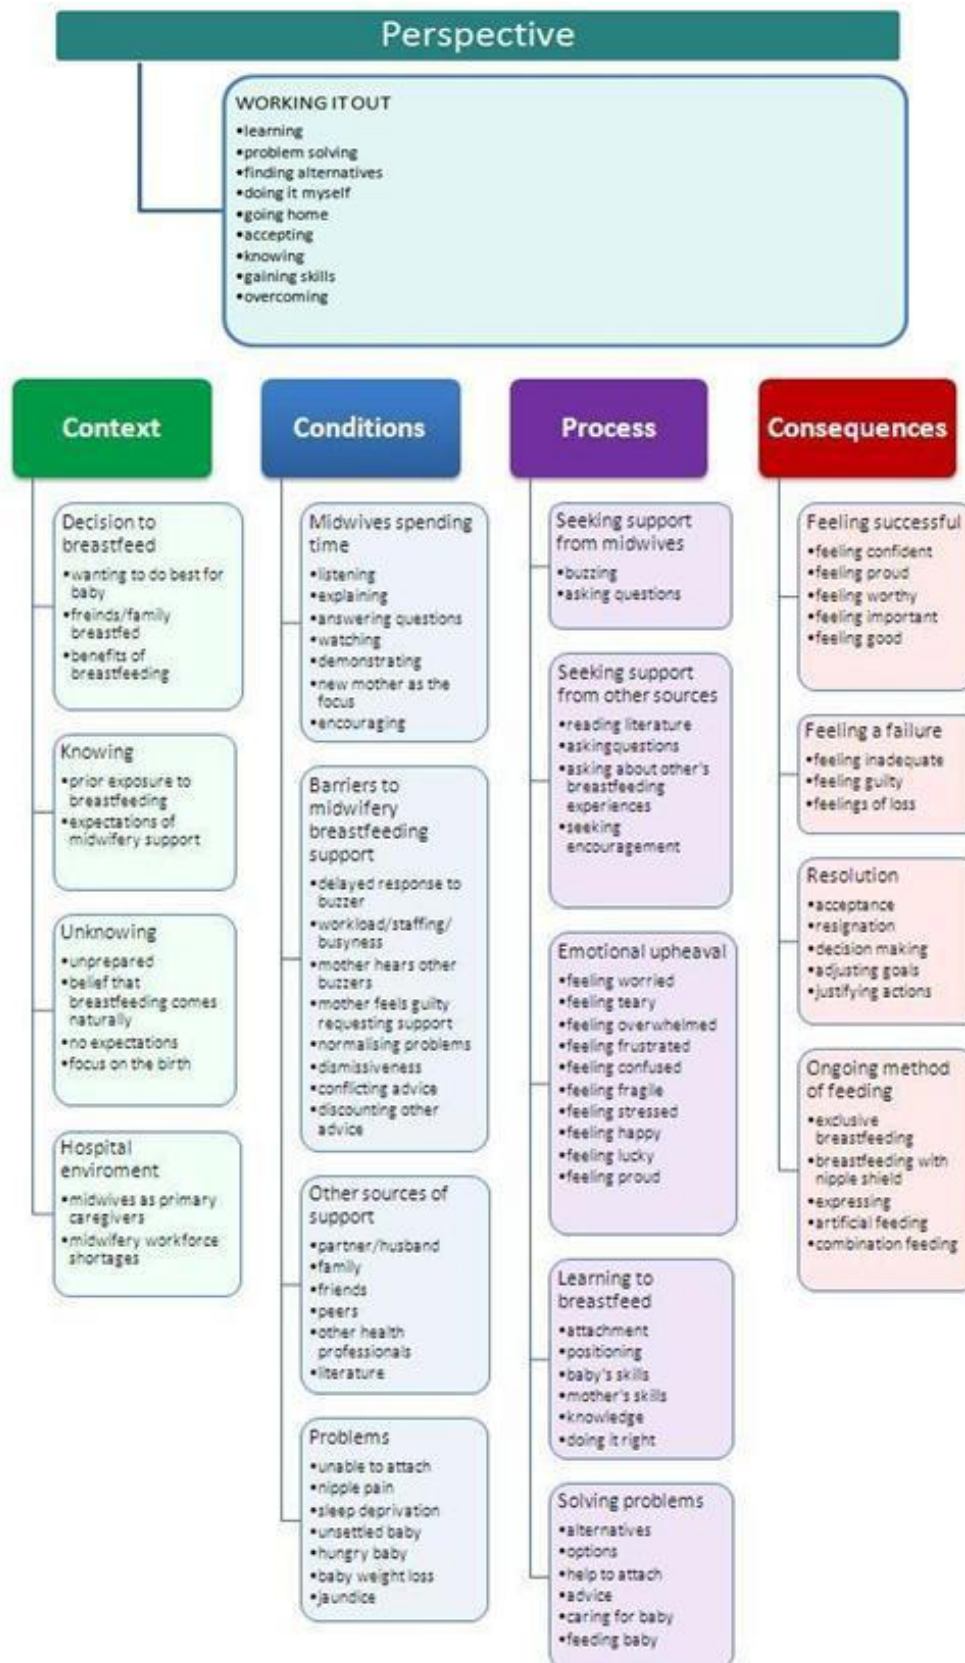 Perspective
WORKING IT OUT
•learning
•problem solving
•finding alternatives
•doing it myself
•going home
•accepting
•knowing
•gaining skills
•overcoming
Context
Decision to
breastfeed
•wanting to do best for
baby
•freinds/family
breastfed
•benefits of
breastfeeding
Knowing
•prior exposure to
breastfeeding
•expectations of
midwifery support
Unknowing
•unprepared
•belief that
breastfeeding comes
naturally
•no expectations
•focus on the birth
Hospital
enviroment
•midwives as primary
caregivers
•midwifery workforce
shortages
Conditions
Midwives spending
time
•listening
•explaining
•answering questions
•watching
•demonstrating
•new mother as the
focus
•encouraging
Barriers to
midwifery
breastfeeding
support
•delayed response to
buzzer
•workload/staffing/
busyness
•mother hears other
buzzers
•mother feels guilty
requesting support
•normalising problems
•dismissiveness
•conflicting advice
•discounting other
advice
Other sources of
support
•partner/husband
•family
•friends
•peers
•other health
professionals
•literature
Problems
•unable to attach
•nipple pain
•sleep deprivation
•unsettled baby
•hungry baby
•baby weight loss
•jaundice
Process
Seeking support
from midwives
•buzzing
•asking questions
Seeking support
from other sources
•reading literature
•askingquestions
•asking about other's
breastfeeding
experiences
•seeking
encouragement
Emotional upheaval
•feeling worried
•feeling teary
•feeling overwhelmed
•feeling frustrated
•feeling confused
•feeling fragile
•feeling stressed
•feeling happy
•feeling lucky
•feeling proud
Learning to
breastfeed
•attachment
•positioning
•baby's skills
•mother's skills
•knowledge
•doing it right
Solving problems
•alternatives
•options
•help to attach
•advice
•caring for baby
•feeding baby
Consequences
Feeling successful
•feeling confident
•feeling proud
•feeling worthy
•feeling important
•feeling good
Feeling a failure
•feeling inadequate
•feeling guilty
•feelings of loss
Resolution
•acceptance
•resignation
•decision making
•adjusting goals
•justifying actions
Ongoing method
of feeding
•exclusive
breastfeeding
•breastfeeding with
nipple shield
•expressing
•artificial feeding
•combination feeding